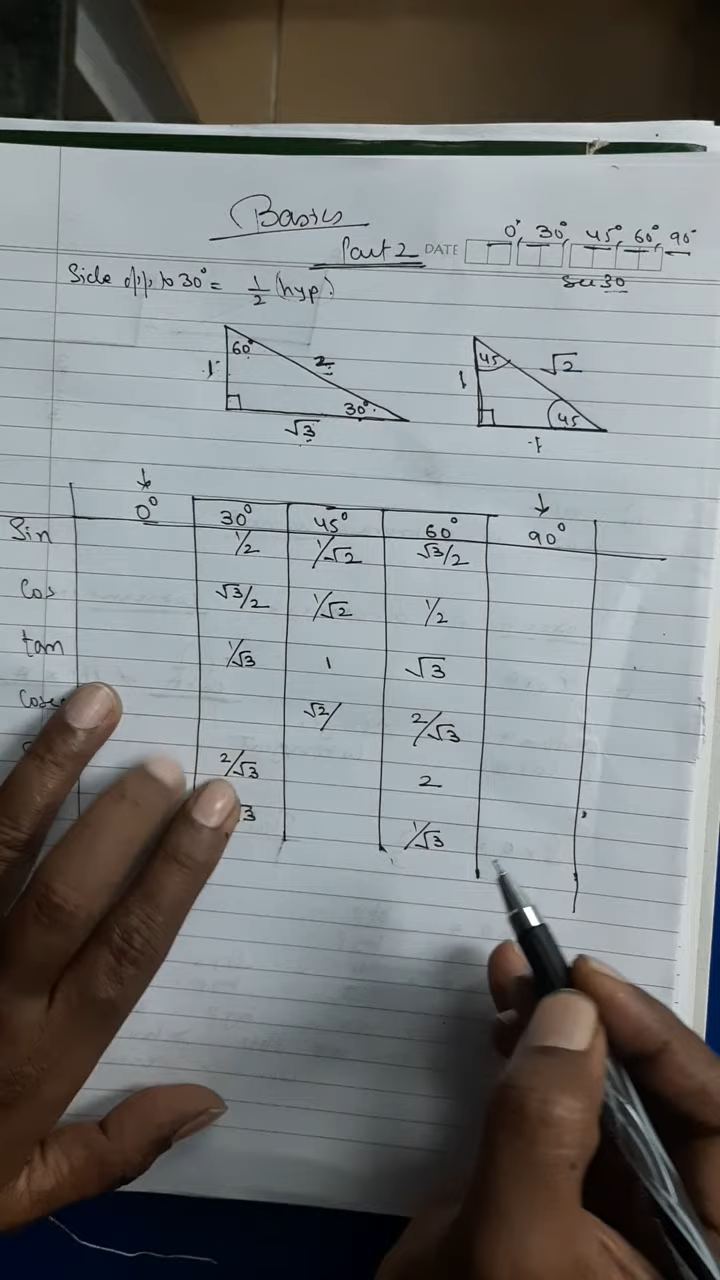 Basics
Part 2 DATE 0°, 30°, 45°, 60°, 90°
Side opp. to 30° = 1/2 (hyp)
60° 2 45 √2
1 1
30° 45
√3 1
0° 30° 45° 60° 90°
Sin 1/2 1/√2 √3/2
Cos √3/2 1/√2 1/2
tan 1/√3 1 √3
√2/ 2/√3
2/√3 2
3 1/√3